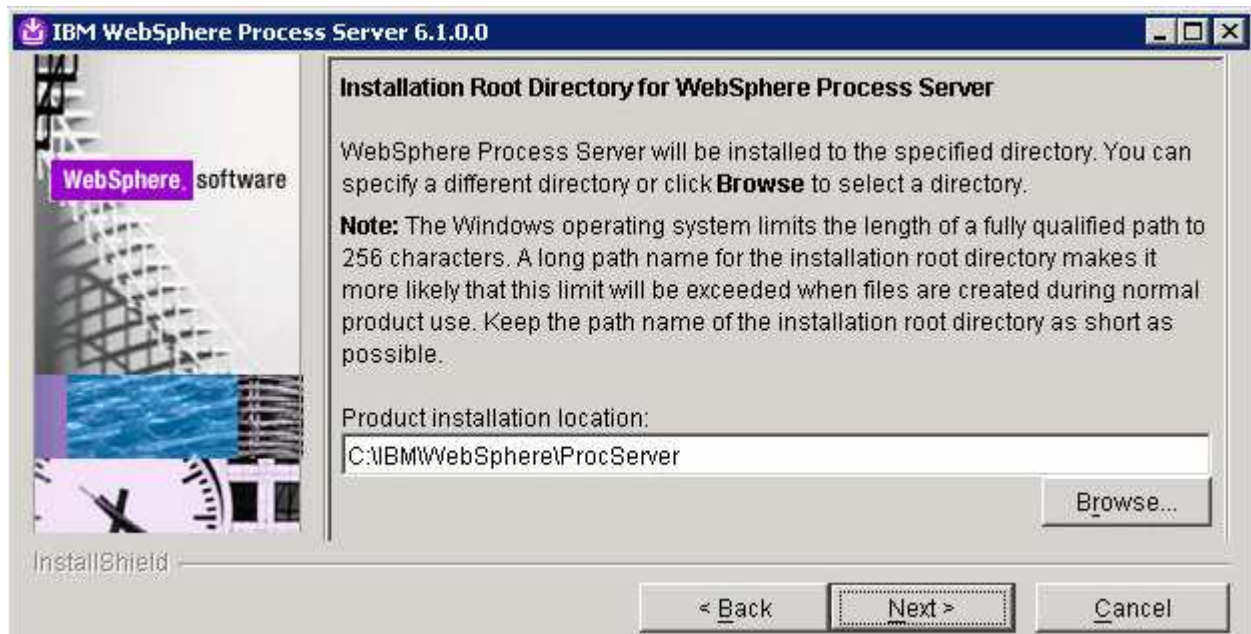 IBM WebSphere Process Server 6.1.0.0
WebSphere. software
Installation Root Directory for WebSphere Process Server
WebSphere Process Server will be installed to the specified directory. You can
specify a different directory or click Browse to select a directory.
Note: The Windows operating system limits the length of a fully qualified path to
256 characters. A long path name for the installation root directory makes it
more likely that this limit will be exceeded when files are created during normal
product use. Keep the path name of the installation root directory as short as
possible.
Product installation location:
C:\IBM\WebSphere\ProcServer
Browse...
InstallShield
< Back
Next >
Cancel